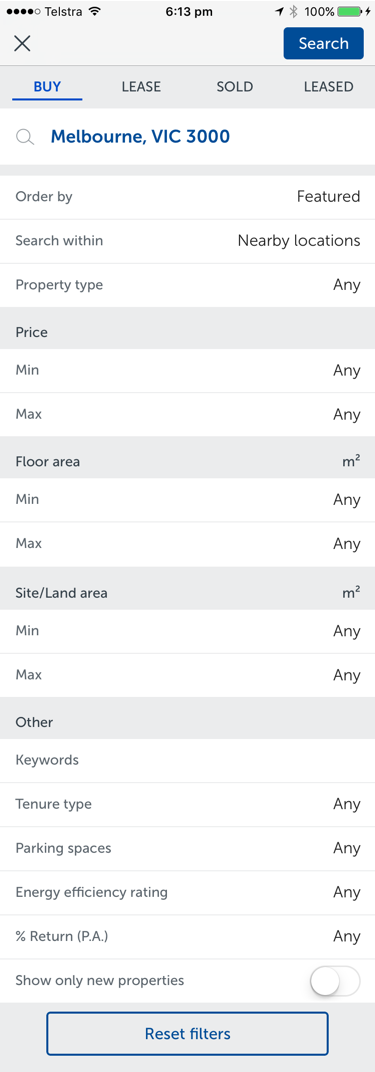 Telstra 6:13 pm 100%
Search
BUY LEASE SOLD LEASED
Melbourne, VIC 3000
Order by Featured
Search within Nearby locations
Property type Any
Price
Min Any
Max Any
Floor area m²
Min Any
Max Any
Site/Land area m²
Min Any
Max Any
Other
Keywords
Tenure type Any
Parking spaces Any
Energy efficiency rating Any
% Return (P.A.) Any
Show only new properties
Reset filters